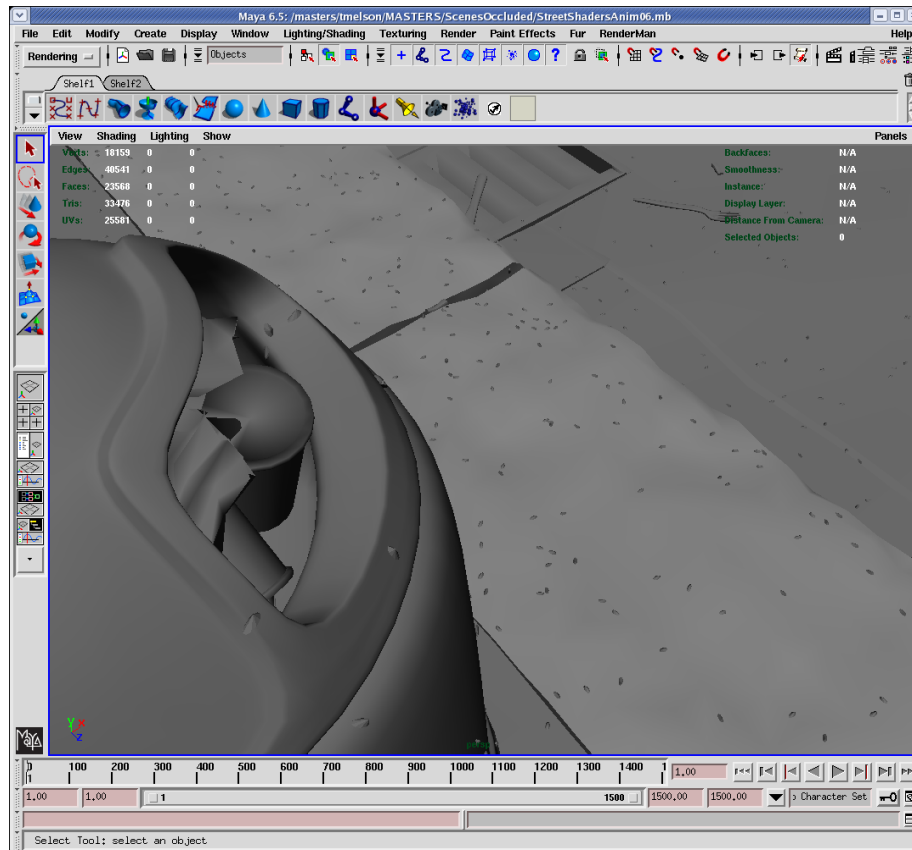 Maya 6.5: /masters/tmelson/MASTERS/ScenesOccluded/StreetShadersAnim06.mb
File Edit Modify Create Display Window Lighting/Shading Texturing Render Paint Effects Fur RenderMan Help
Rendering Objects
Shelf1 Shelf2
View Shading Lighting Show Panels
Verts: 18159 0 0 Backfaces: N/A
Edges: 40541 0 0 Smoothness: N/A
Faces: 23568 0 0 Instance: N/A
Tris: 33476 0 0 Display Layer: N/A
UVs: 25581 0 0 Distance From Camera: N/A
Selected Objects: 0
y x
z
persp
MAYA
1 100 200 300 400 500 600 700 800 900 1000 1100 1200 1300 1400 1 1.00
1.00 1.00 1 1500 1500.00 1500.00 Character Set
Select Tool: select an object